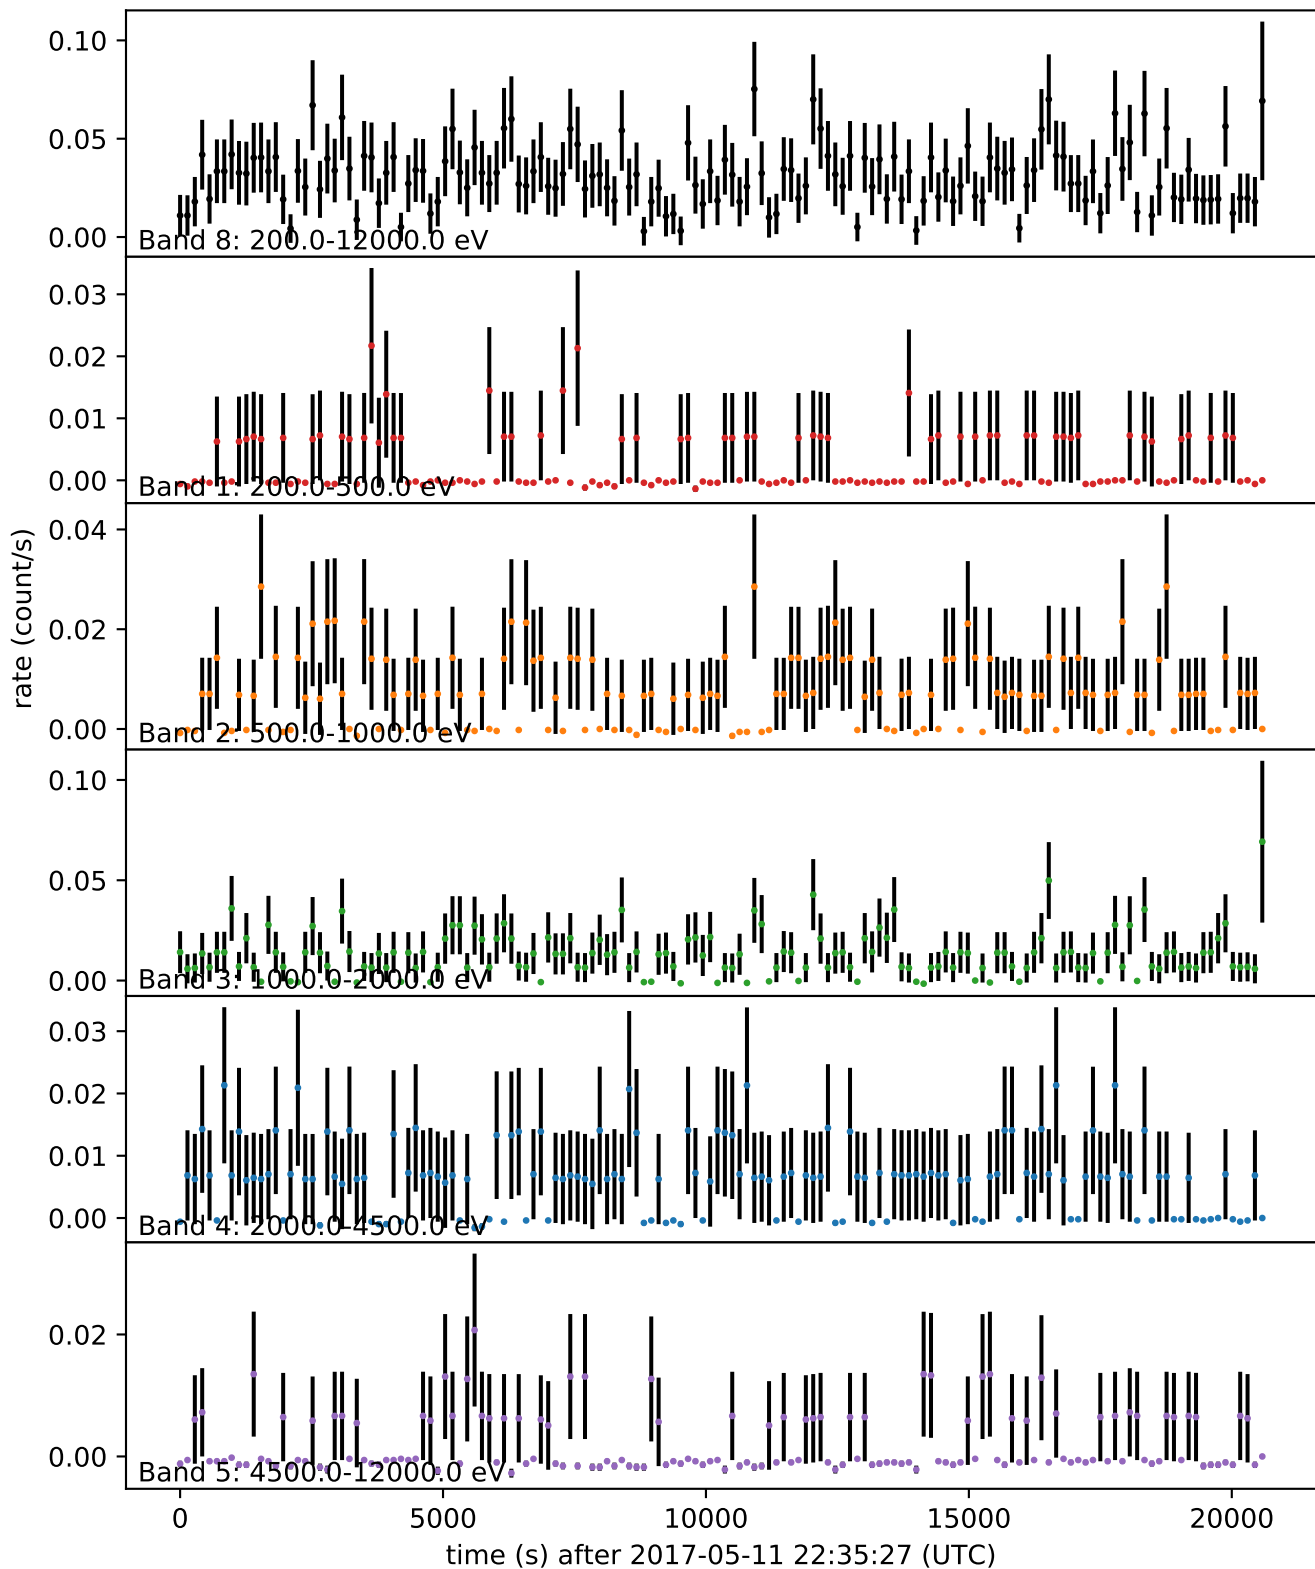 0.10
0.05
0.00
Band 8: 200.0-12000.0 eV
0.03
0.02
0.01
0.00
Band 1: 200.0-500.0 eV
0.04
0.02
0.00
Band 2: 500.0-1000.0 eV
rate (count/s)
0.10
0.05
0.00
Band 3: 1000.0-2000.0 eV
0.03
0.02
0.01
0.00
Band 4: 2000.0-4500.0 eV
0.02
0.00
Band 5: 4500.0-12000.0 eV
0 5000 10000 15000 20000
time (s) after 2017-05-11 22:35:27 (UTC)